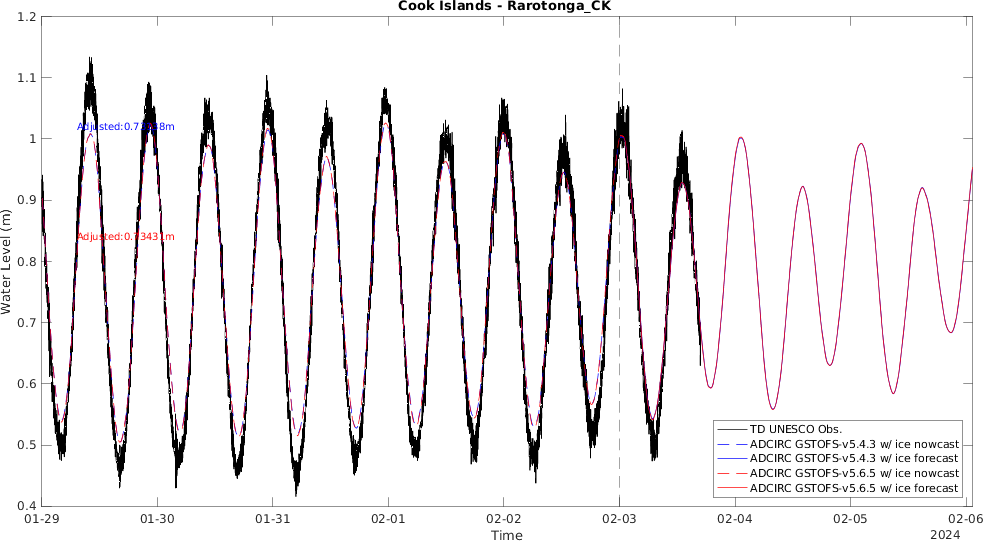 Cook Islands - Rarotonga_CK
1.2
1.1
1
0.9
0.8
0.7
0.6
0.5
0.4
Water Level (m)
Adjusted:
Adjusted:
01-29
01-30
01-31
02-01
02-02
02-03
02-04
02-05
02-06
Time
2024
TD UNESCO Obs.
ADCIRC GSTOFS-v5.4.3 w/ ice nowcast
ADCIRC GSTOFS-v5.4.3 w/ ice forecast
ADCIRC GSTOFS-v5.6.5 w/ ice nowcast
ADCIRC GSTOFS-v5.6.5 w/ ice forecast